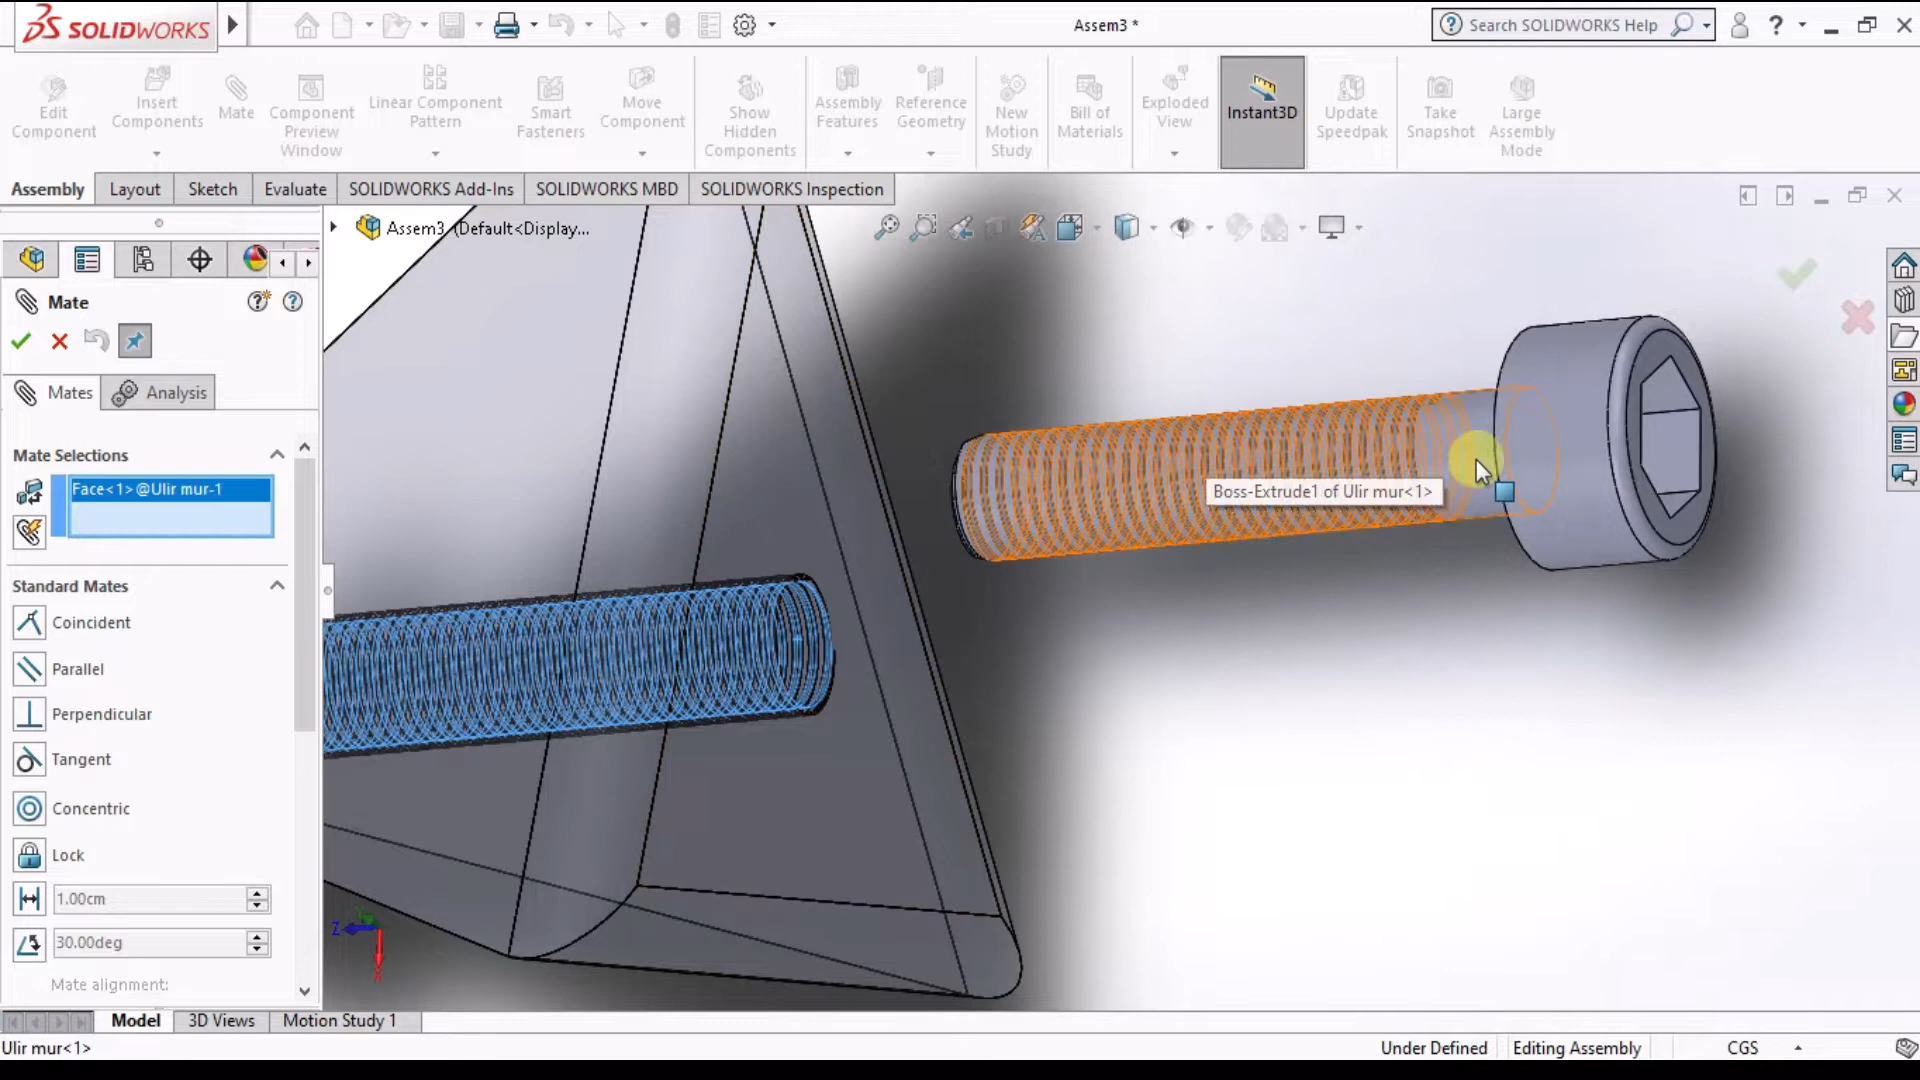 SOLIDWORKS
Assem3 *
Search SOLIDWORKS Help
?
Edit Component
Insert Components
Mate
Component Preview Window
Linear Component Pattern
Smart Fasteners
Move Component
Show Hidden Components
Assembly Features
Reference Geometry
New Motion Study
Bill of Materials
Exploded View
Instant3D
Update Speedpak
Take Snapshot
Large Assembly Mode
Assembly
Layout
Sketch
Evaluate
SOLIDWORKS Add-Ins
SOLIDWORKS MBD
SOLIDWORKS Inspection
Assem3 (Default<Display...
Mate
Mates
Analysis
Mate Selections
Face<1>@Ulir mur-1
Boss-Extrude1 of Ulir mur<1>
Standard Mates
Coincident
Parallel
Perpendicular
Tangent
Concentric
Lock
1.00cm
30.00deg
Mate alignment:
Z
X
Model
3D Views
Motion Study 1
Ulir mur<1>
Under Defined
Editing Assembly
CGS